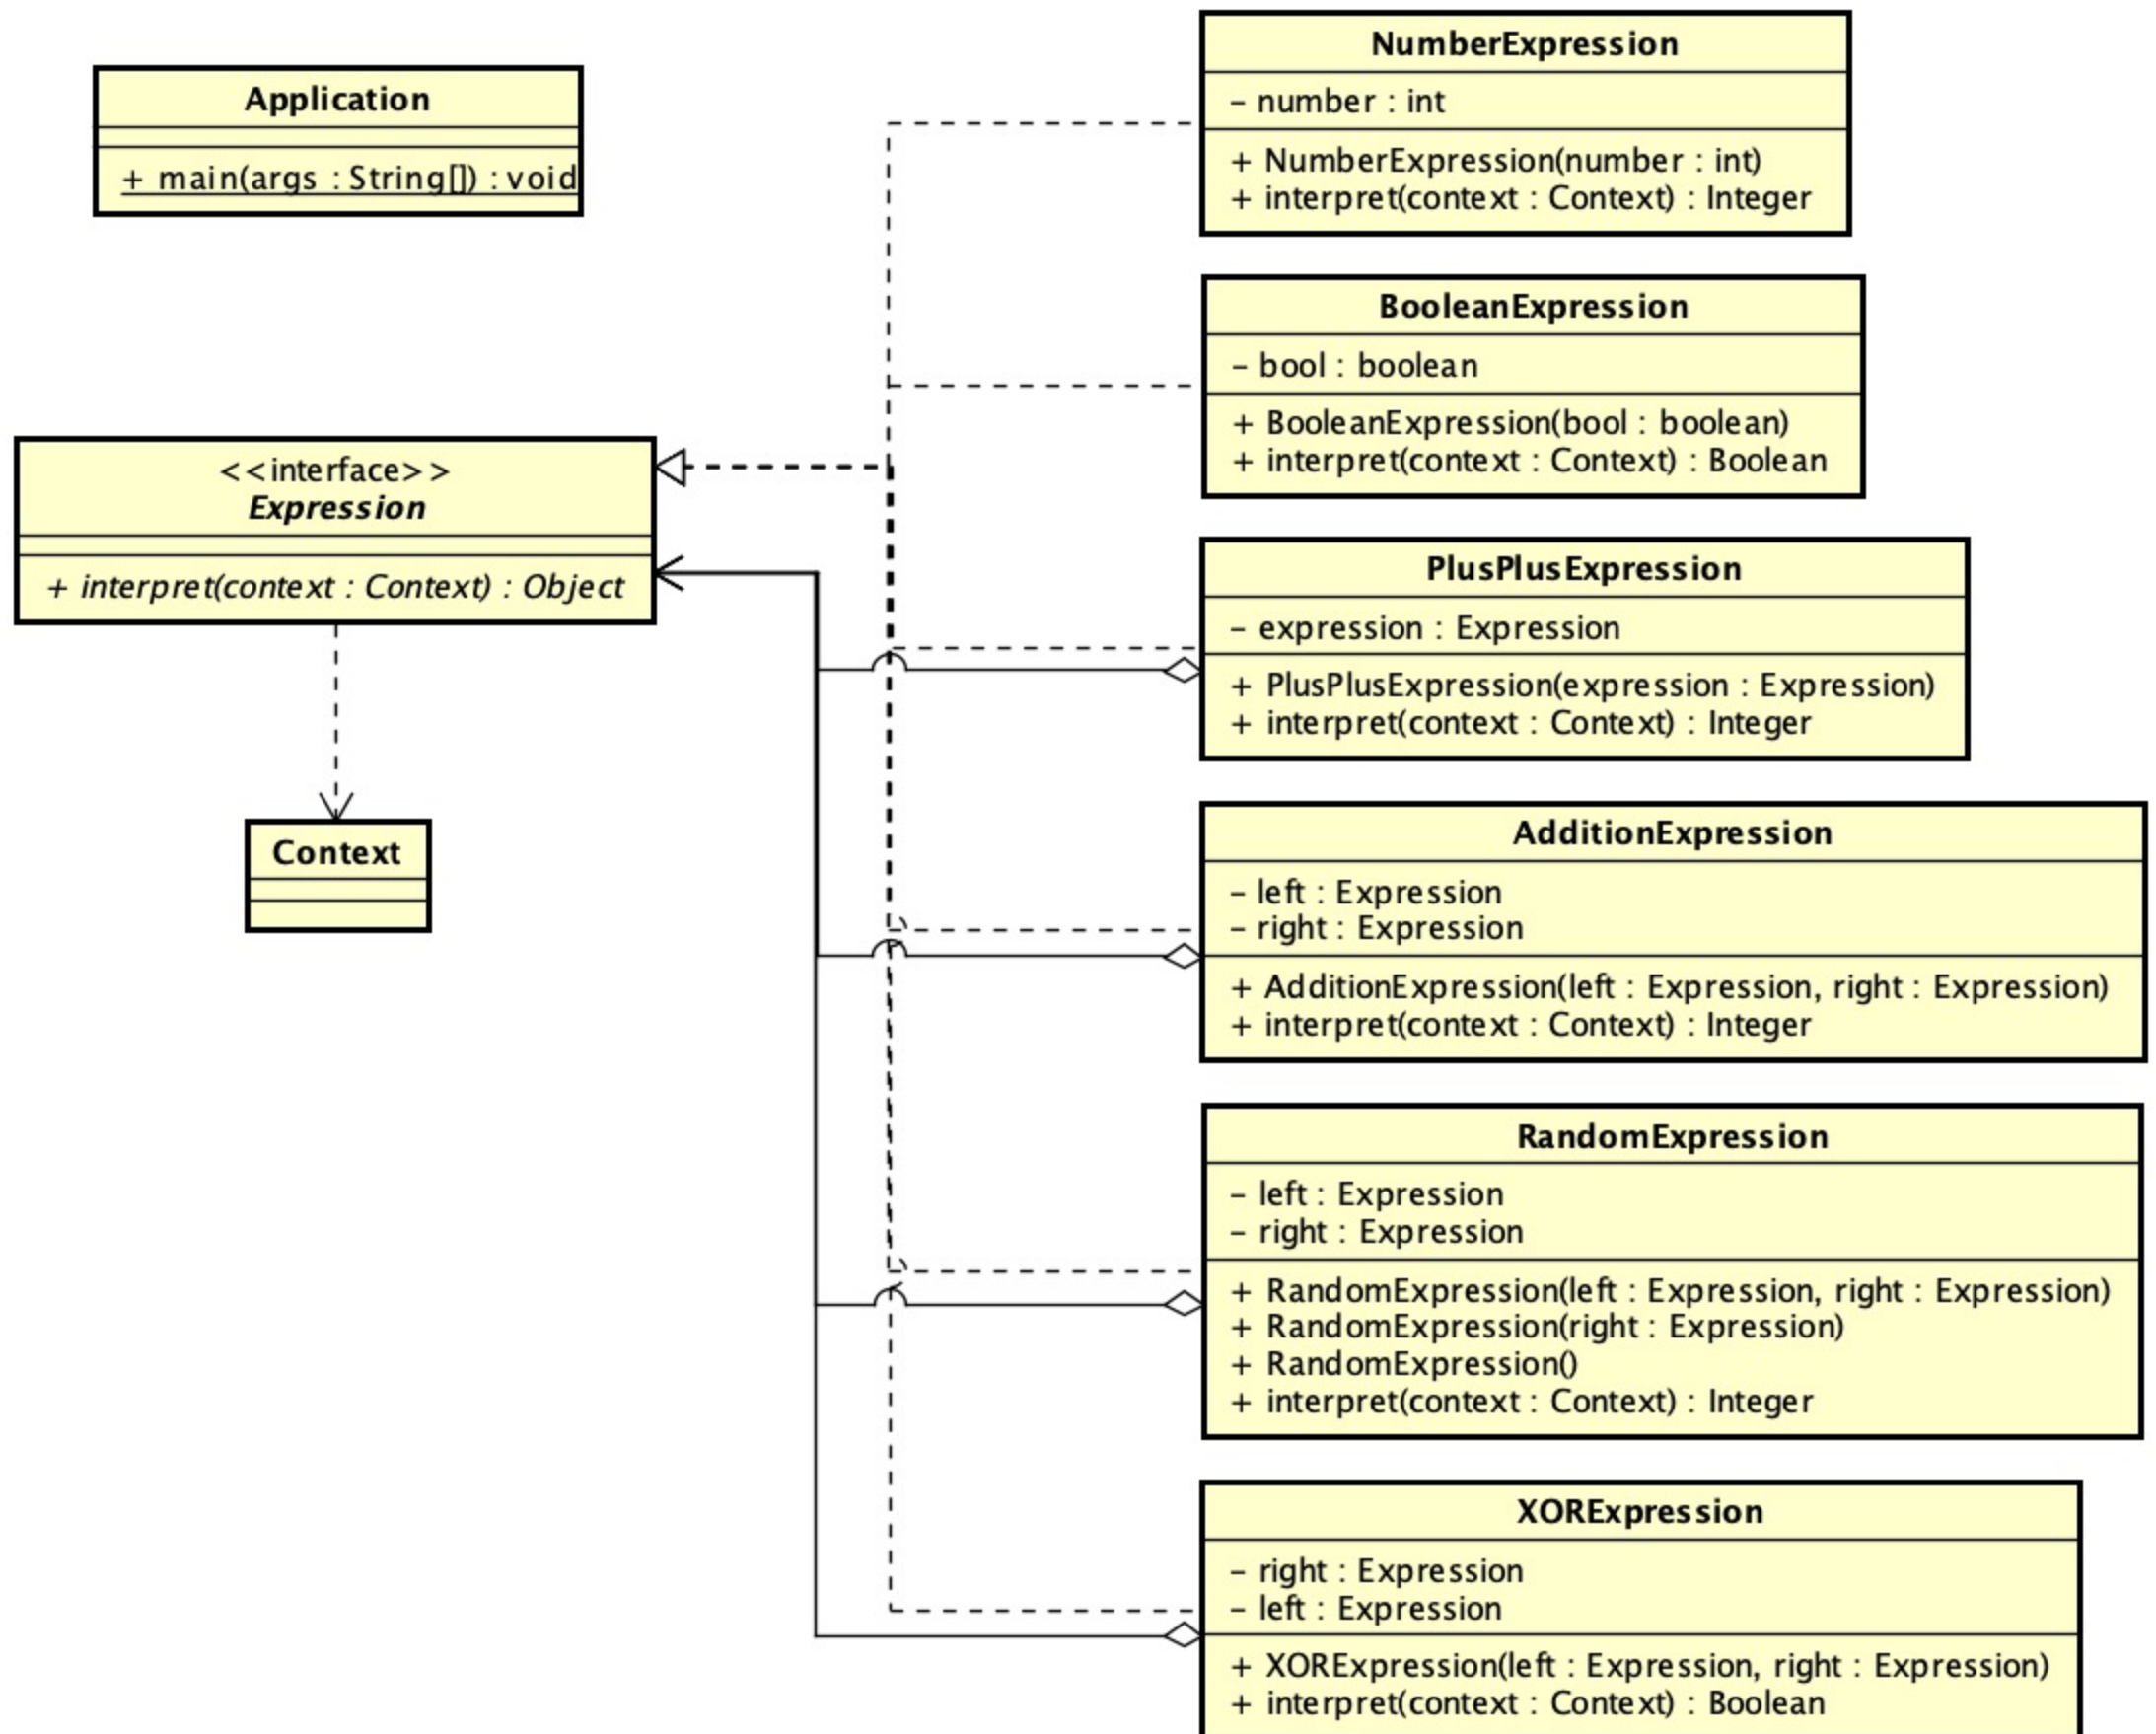 Application
+ main(args : String[]) : void
<<interface>>
Expression
+ interpret(context : Context) : Object
Context
NumberExpression
– number : int
+ NumberExpression(number : int)
+ interpret(context : Context) : Integer
BooleanExpression
– bool : boolean
+ BooleanExpression(bool : boolean)
+ interpret(context : Context) : Boolean
PlusPlusExpression
– expression : Expression
+ PlusPlusExpression(expression : Expression)
+ interpret(context : Context) : Integer
AdditionExpression
– left : Expression
– right : Expression
+ AdditionExpression(left : Expression, right : Expression)
+ interpret(context : Context) : Integer
RandomExpression
– left : Expression
– right : Expression
+ RandomExpression(left : Expression, right : Expression)
+ RandomExpression(right : Expression)
+ RandomExpression()
+ interpret(context : Context) : Integer
XORExpression
– right : Expression
– left : Expression
+ XORExpression(left : Expression, right : Expression)
+ interpret(context : Context) : Boolean